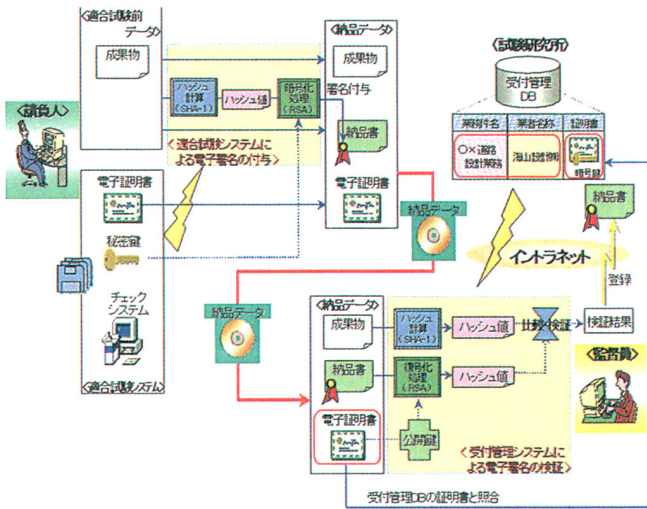 <適合試験前
データ>
成果物
<請負人>
ハッシュ
計算
(SHA-1)
ハッシュ値
暗号化
処理
(RSA)
<適合試験システムに
よる電子署名の付与>
<納品データ>
成果物
署名付与
納品書
電子証明書
電子証明書
秘密鍵
チェック
システム
<適合試験システム>
納品データ
納品データ
<試験研究所>
受付管理
DB
業務件名
業者名称
証明書
○×道路
設計業務
海山設計㈱
暗号鍵
納品書
イントラネット
登録
<納品データ>
成果物
ハッシュ
計算
(SHA-1)
ハッシュ値
比較・検証
検証結果
納品書
復号化
処理
(RSA)
ハッシュ値
<監督員>
電子証明書
公開鍵
<受付管理システムに
よる電子署名の検証>
受付管理DBの証明書と照合